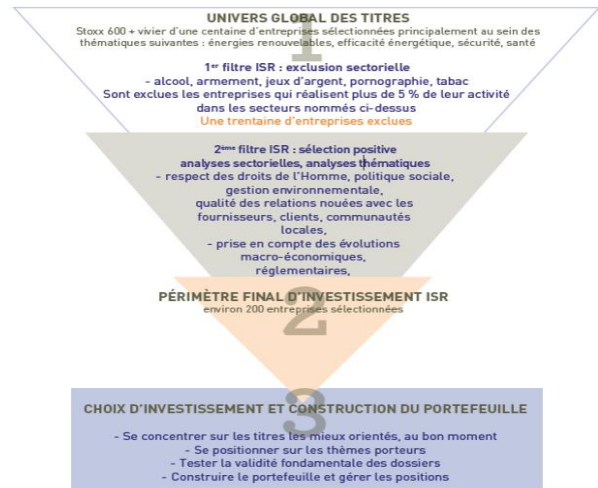 1
UNIVERS GLOBAL DES TITRES
Stoxx 600 + vivier d'une centaine d'entreprises sélectionnées principalement au sein des
thématiques suivantes : énergies renouvelables, efficacité énergétique, sécurité, santé
1er filtre ISR : exclusion sectorielle
- alcool, armement, jeux d'argent, pornographie, tabac
Sont exclues les entreprises qui réalisent plus de 5 % de leur activité
dans les secteurs nommés ci-dessus
Une trentaine d'entreprises exclues
2ème filtre ISR : sélection positive
analyses sectorielles, analyses thématiques
- respect des droits de l'Homme, politique sociale,
gestion environnementale,
qualité des relations nouées avec les
fournisseurs, clients, communautés
locales,
- prise en compte des évolutions
macro-économiques,
réglementaires,
2
PÉRIMÈTRE FINAL D'INVESTISSEMENT ISR
environ 200 entreprises sélectionnées
3
CHOIX D'INVESTISSEMENT ET CONSTRUCTION DU PORTEFEUILLE
- Se concentrer sur les titres les mieux orientés, au bon moment
- Se positionner sur les thèmes porteurs
- Tester la validité fondamentale des dossiers
- Construire le portefeuille et gérer les positions